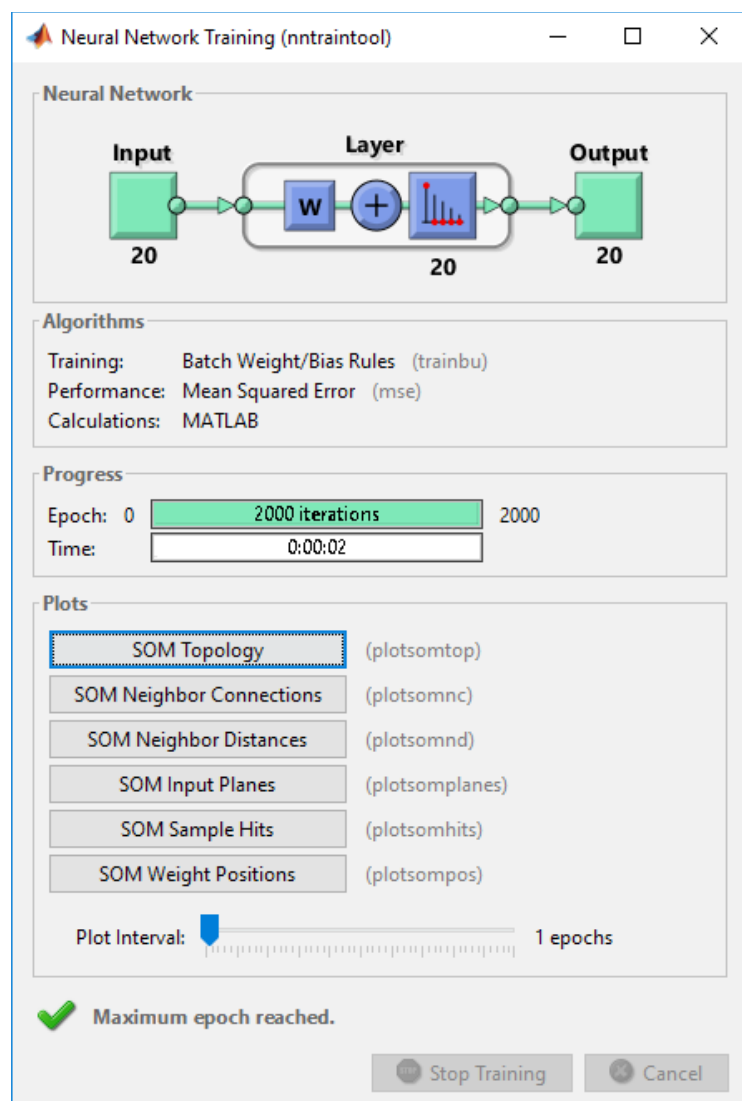 Neural Network Training (nntraintool)
Neural Network
Input
Layer
Output
W
20
20
20
Algorithms
Training: Batch Weight/Bias Rules (trainbu)
Performance: Mean Squared Error (mse)
Calculations: MATLAB
Progress
Epoch: 0 2000 iterations 2000
Time: 0:00:02
Plots
SOM Topology (plotsomtop)
SOM Neighbor Connections (plotsomnc)
SOM Neighbor Distances (plotsomnd)
SOM Input Planes (plotsomplanes)
SOM Sample Hits (plotsomhits)
SOM Weight Positions (plotsompos)
Plot Interval: 1 epochs
Maximum epoch reached.
STOP Stop Training Cancel